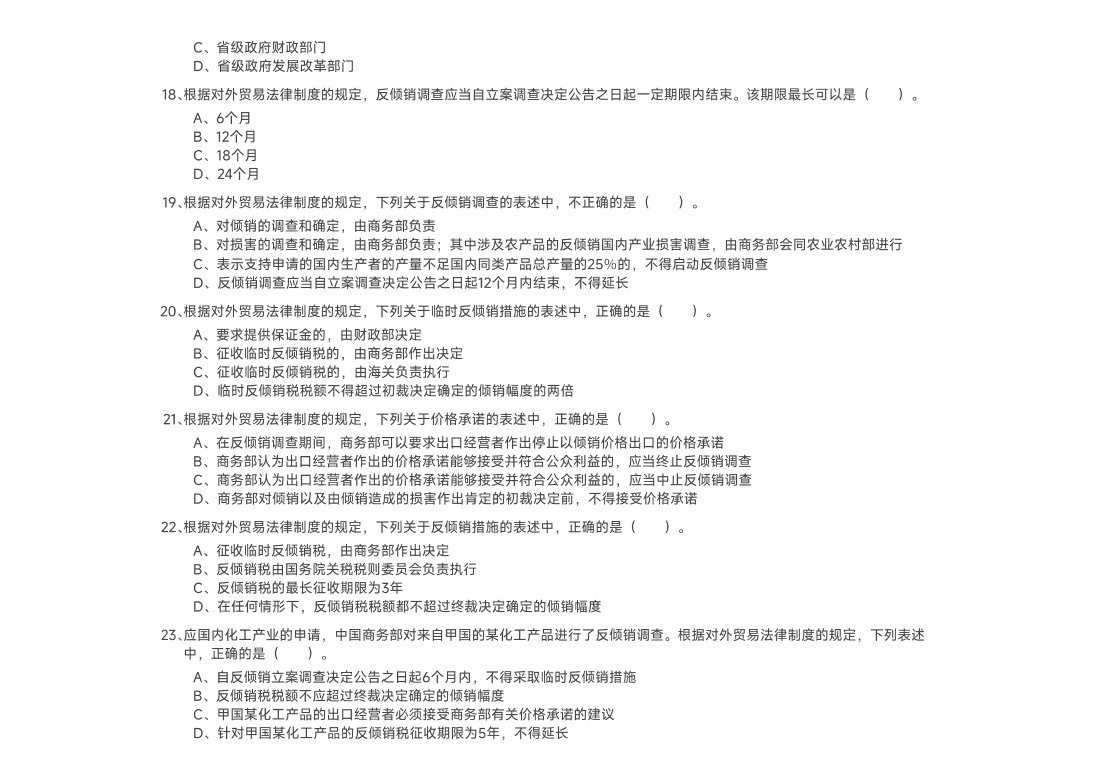 C、省级政府财政部门
D、省级政府发展改革部门
18、根据对外贸易法律制度的规定，反倾销调查应当自立案调查决定公告之日起一定期限内结束。该期限最长可以是（　　）。
A、6个月
B、12个月
C、18个月
D、24个月
19、根据对外贸易法律制度的规定，下列关于反倾销调查的表述中，不正确的是（　　）。
A、对倾销的调查和确定，由商务部负责
B、对损害的调查和确定，由商务部负责；其中涉及农产品的反倾销国内产业损害调查，由商务部会同农业农村部进行
C、表示支持申请的国内生产者的产量不足国内同类产品总产量的25%的，不得启动反倾销调查
D、反倾销调查应当自立案调查决定公告之日起12个月内结束，不得延长
20、根据对外贸易法律制度的规定，下列关于临时反倾销措施的表述中，正确的是（　　）。
A、要求提供保证金的，由财政部决定
B、征收临时反倾销税的，由商务部作出决定
C、征收临时反倾销税的，由海关负责执行
D、临时反倾销税税额不得超过初裁决定确定的倾销幅度的两倍
21、根据对外贸易法律制度的规定，下列关于价格承诺的表述中，正确的是（　　）。
A、在反倾销调查期间，商务部可以要求出口经营者作出停止以倾销价格出口的价格承诺
B、商务部认为出口经营者作出的价格承诺能够接受并符合公众利益的，应当终止反倾销调查
C、商务部认为出口经营者作出的价格承诺能够接受并符合公众利益的，应当中止反倾销调查
D、商务部对倾销以及由倾销造成的损害作出肯定的初裁决定前，不得接受价格承诺
22、根据对外贸易法律制度的规定，下列关于反倾销措施的表述中，正确的是（　　）。
A、征收临时反倾销税，由商务部作出决定
B、反倾销税由国务院关税税则委员会负责执行
C、反倾销税的最长征收期限为3年
D、在任何情形下，反倾销税税额都不超过终裁决定确定的倾销幅度
23、应国内化工产业的申请，中国商务部对来自甲国的某化工产品进行了反倾销调查。根据对外贸易法律制度的规定，下列表述
中，正确的是（　　）。
A、自反倾销立案调查决定公告之日起6个月内，不得采取临时反倾销措施
B、反倾销税税额不应超过终裁决定确定的倾销幅度
C、甲国某化工产品的出口经营者必须接受商务部有关价格承诺的建议
D、针对甲国某化工产品的反倾销税征收期限为5年，不得延长